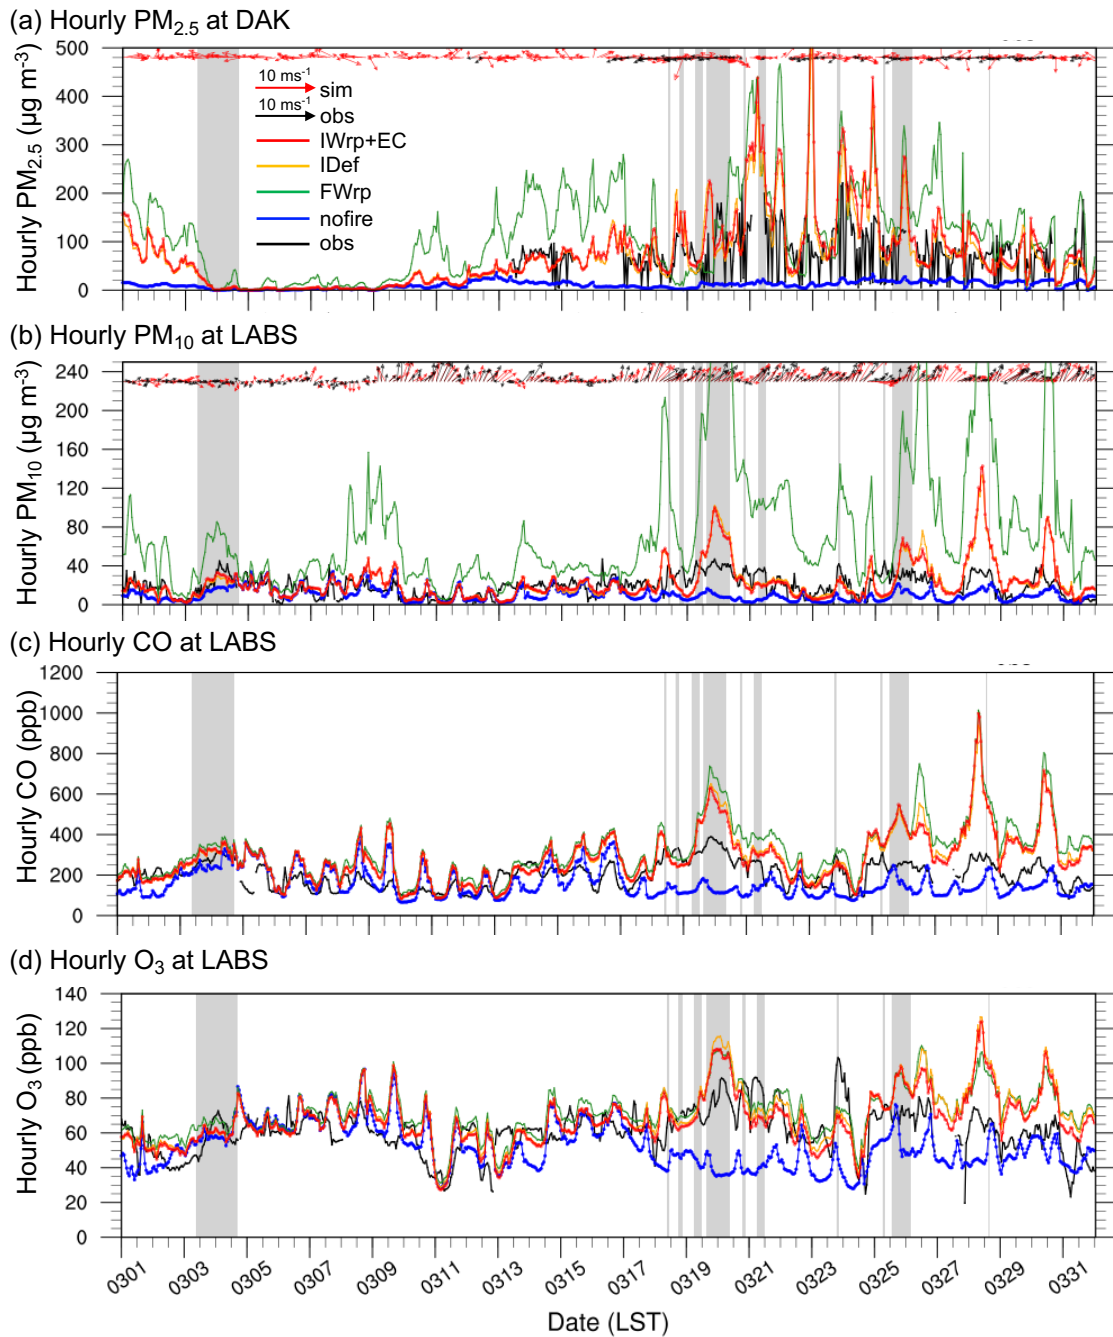 (a) Hourly PM2.5 at DAK
Hourly PM2.5 (µg m-3)
500
400
300
200
100
0
10 ms-1
sim
10 ms-1
obs
IWrp+EC
IDef
FWrp
nofire
obs
(b) Hourly PM10 at LABS
Hourly PM10 (µg m-3)
240
200
160
120
80
40
0
(c) Hourly CO at LABS
Hourly CO (ppb)
1200
1000
800
600
400
200
0
(d) Hourly O3 at LABS
Hourly O3 (ppb)
140
120
100
80
60
40
20
0
0301 0303 0305 0307 0309 0311 0313 0315 0317 0319 0321 0323 0325 0327 0329 0331
Date (LST)